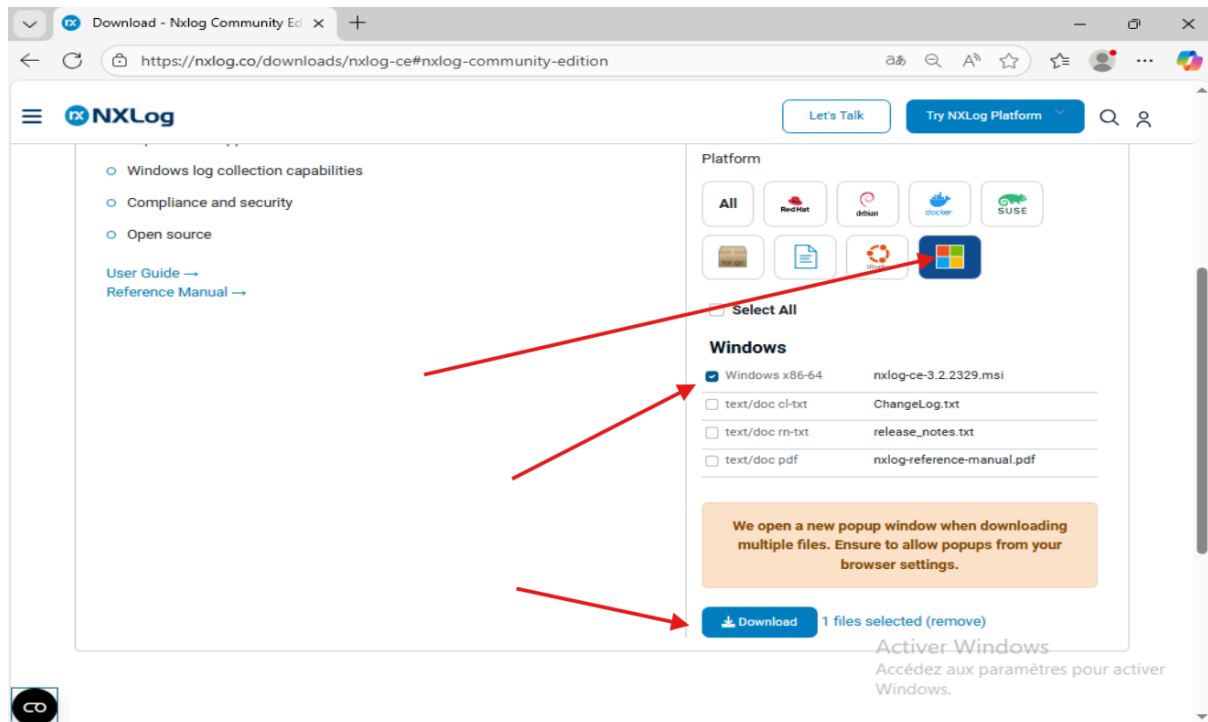 Download - Nxlog Community Ed
https://nxlog.co/downloads/nxlog-ce#nxlog-community-edition
NXLog
Let's Talk
Try NXLog Platform
Windows log collection capabilities
Compliance and security
Open source
User Guide →
Reference Manual →
Platform
All
RedHat
debian
docker
SUSE
Select All
Windows
Windows x86-64 nxlog-ce-3.2.2329.msi
text/doc cl-txt ChangeLog.txt
text/doc rn-txt release_notes.txt
text/doc pdf nxlog-reference-manual.pdf
We open a new popup window when downloading
multiple files. Ensure to allow popups from your
browser settings.
Download 1 files selected (remove)
Activer Windows
Accédez aux paramètres pour activer
Windows.